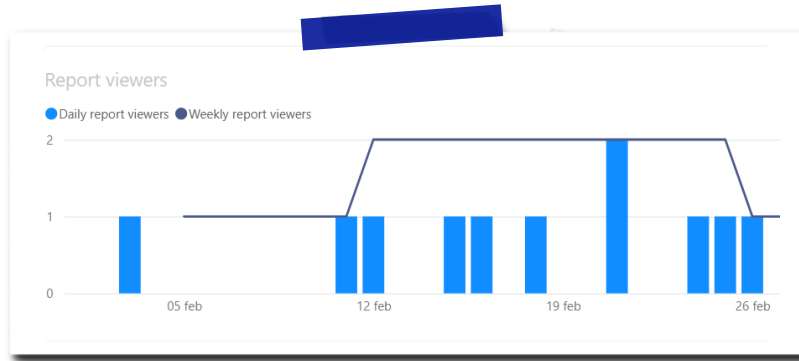 Report viewers
Daily report viewers Weekly report viewers
2
1
0
05 feb 12 feb 19 feb 26 feb